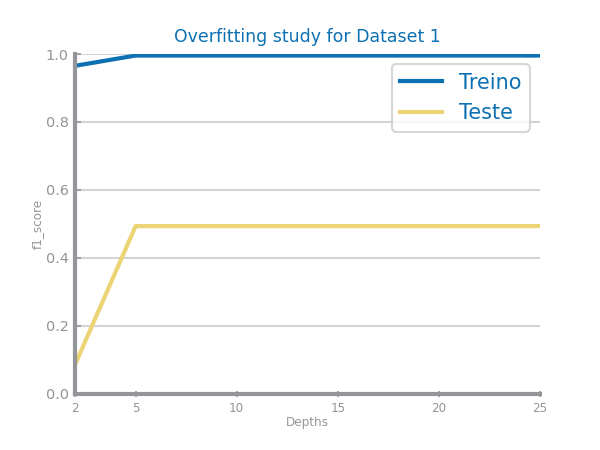 Overfitting study for Dataset 1
1.0
Treino
Teste
0.8
0.6
f1_score
0.4
0.2
0.0
2 5 10 15 20 25
Depths